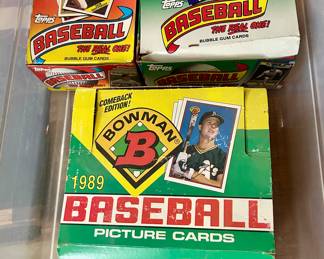 Topps
BASEBALL
THE REAL ONE!
BUBBLE GUM CARDS
Topps
BASEBALL
THE REAL ONE!
BUBBLE GUM CARDS
Topps
COMEBACK
EDITION!
BOWMAN
B
1989
BASEBALL
PICTURE CARDS